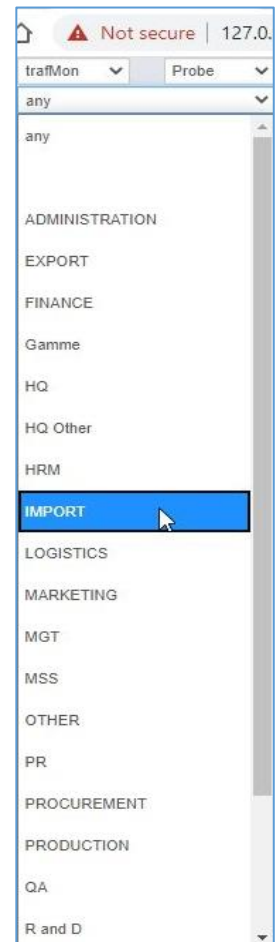 Not secure | 127.0.
trafMon Probe
any
any
ADMINISTRATION
EXPORT
FINANCE
Gamme
HQ
HQ Other
HRM
IMPORT
LOGISTICS
MARKETING
MGT
MSS
OTHER
PR
PROCUREMENT
PRODUCTION
QA
R and D